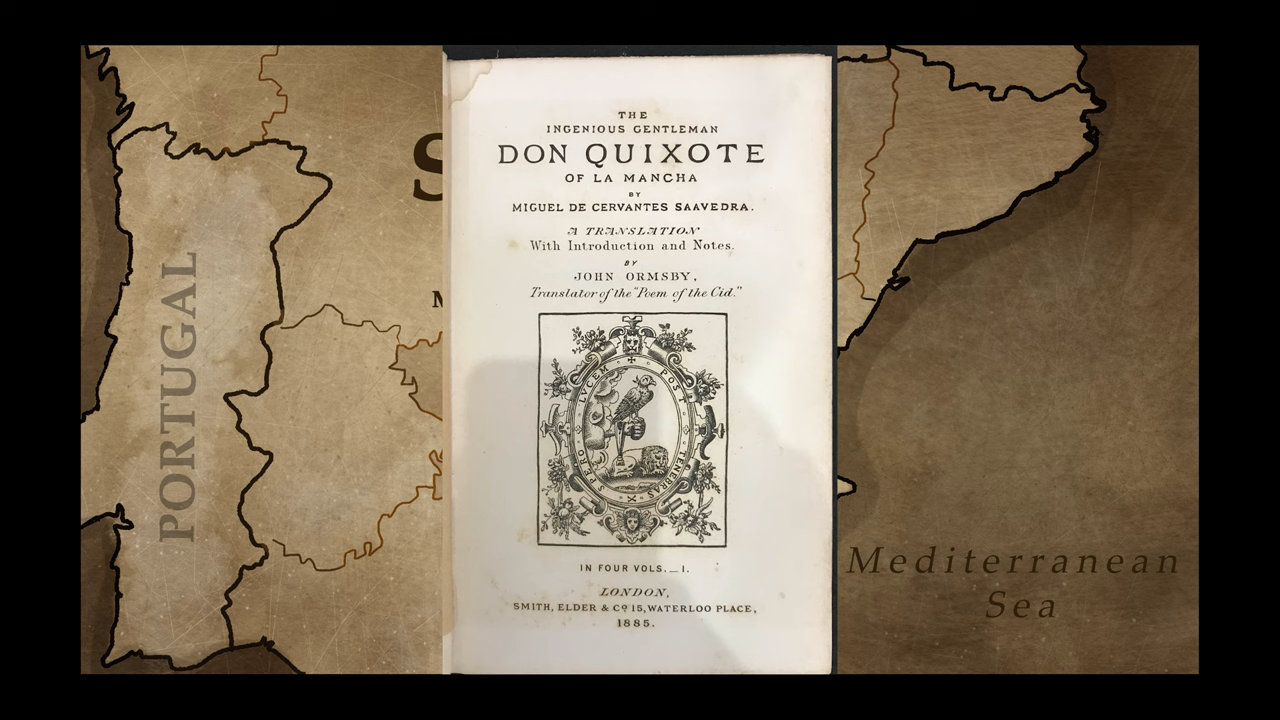 PORTUGAL
S
THE
INGENIOUS GENTLEMAN
DON QUIXOTE
OF LA MANCHA
BY
MIGUEL DE CERVANTES SAAVEDRA.
A TRANSLATION
With Introduction and Notes.
BY
JOHN ORMSBY,
Translator of the "Poem of the Cid."
SPERO LVCEM POST TENEBRAS
IN FOUR VOLS.—I.
LONDON,
SMITH, ELDER & Co 15, WATERLOO PLACE,
1885.
Mediterranean
Sea